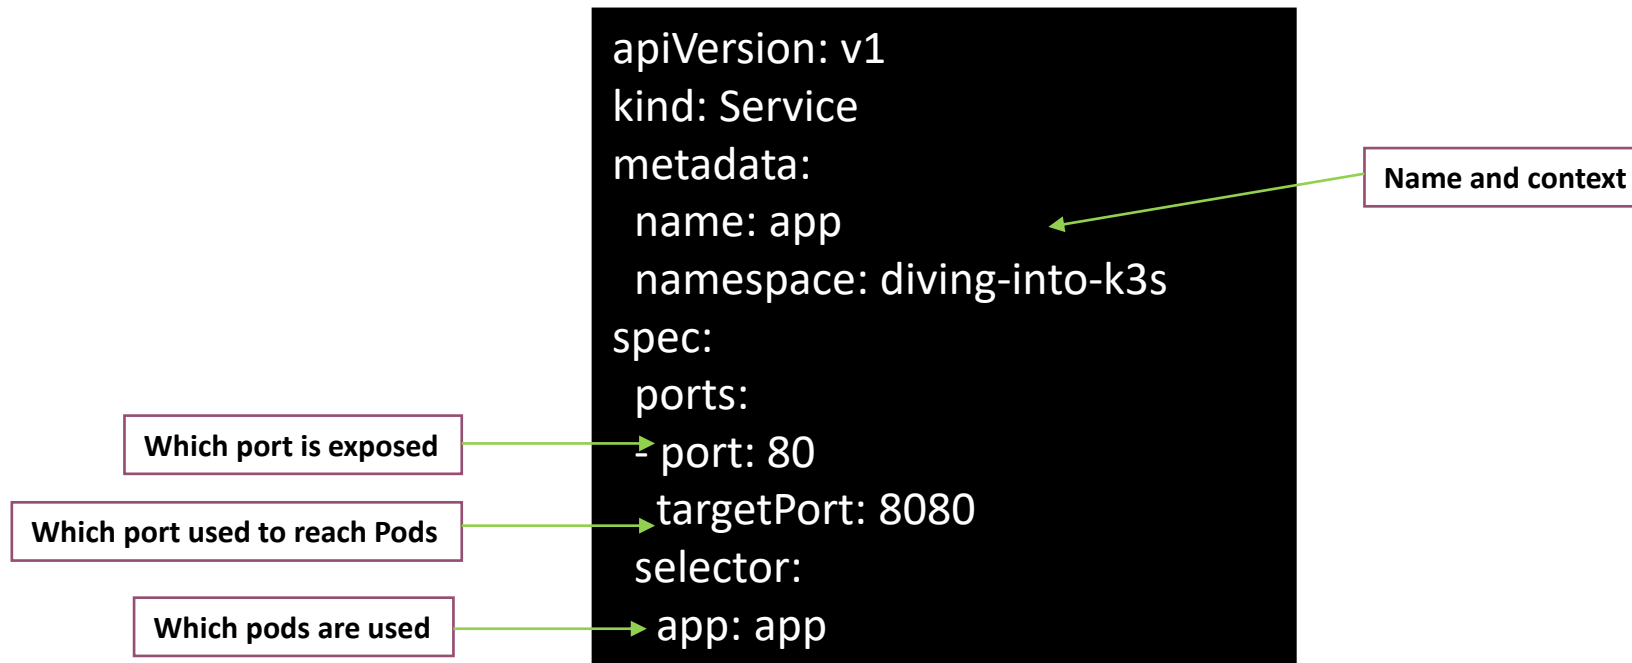 apiVersion: v1
kind: Service
metadata:
name: app
namespace: diving-into-k3s
spec:
ports:
- port: 80
targetPort: 8080
selector:
app: app
Name and context
Which port is exposed
Which port used to reach Pods
Which pods are used